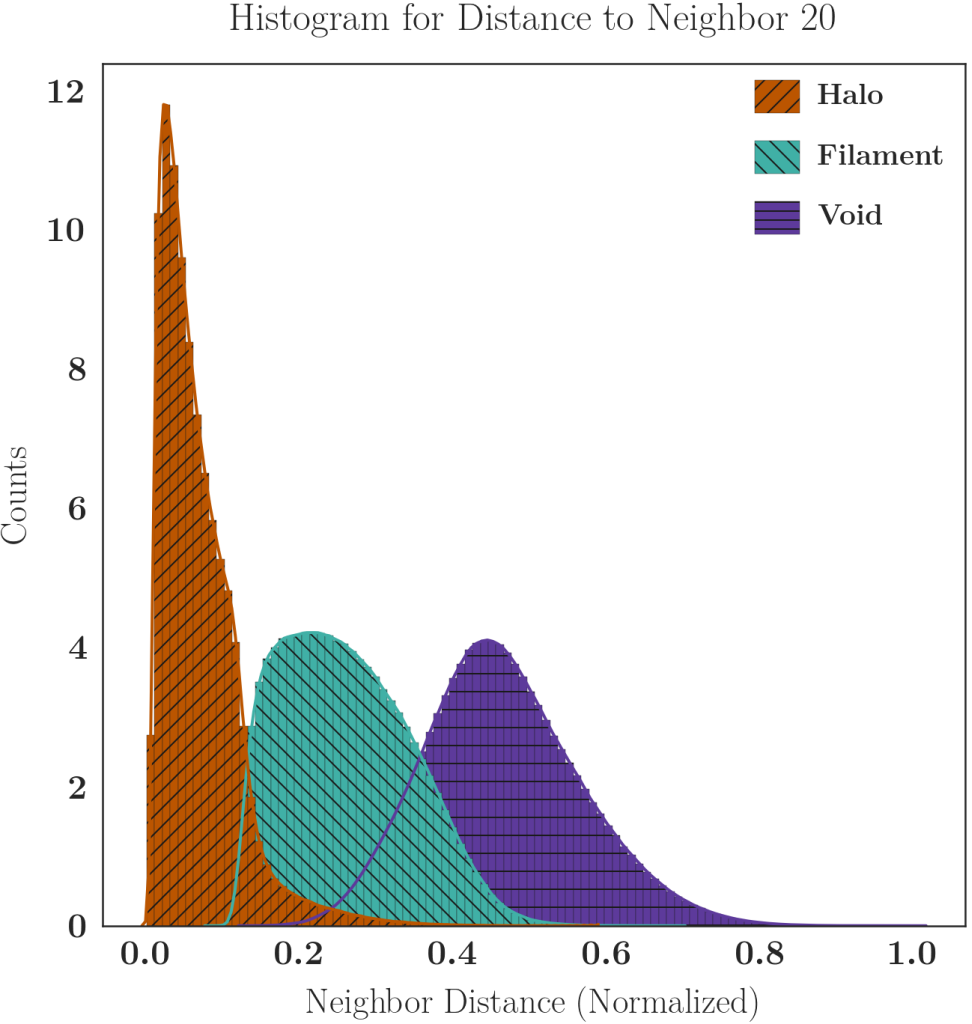 Histogram for Distance to Neighbor 20
12
10
8
6
4
2
0
Counts
Halo
Filament
Void
0.0 0.2 0.4 0.6 0.8 1.0
Neighbor Distance (Normalized)